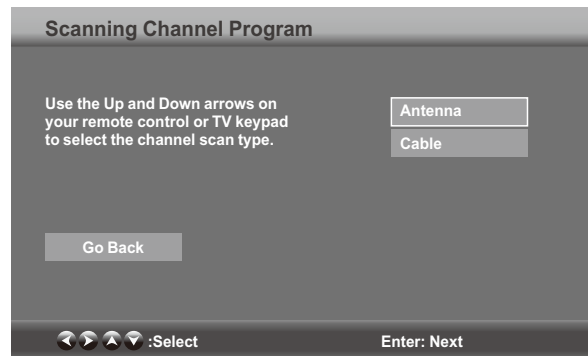 Scanning Channel Program
Use the Up and Down arrows on
your remote control or TV keypad
to select the channel scan type.
Antenna
Cable
Go Back
:Select
Enter: Next